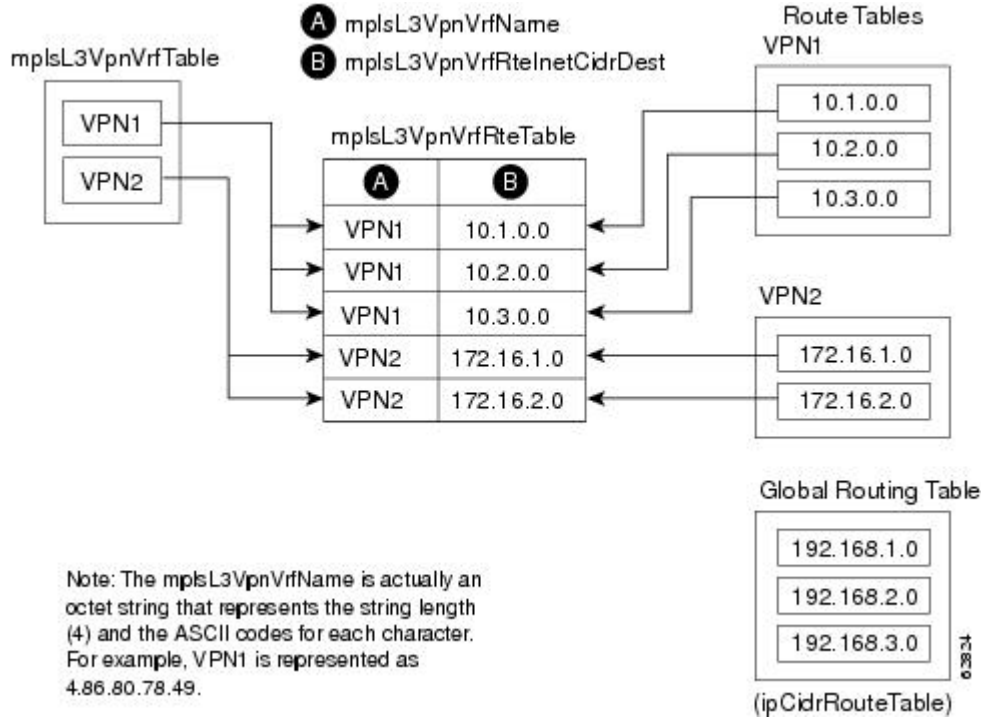 A mplsL3VpnVrfName
B mplsL3VpnVrfRteInetCidrDest
mplsL3VpnVrfTable
VPN1
VPN2
mplsL3VpnVrfRteTable
A B
VPN1 10.1.0.0
VPN1 10.2.0.0
VPN1 10.3.0.0
VPN2 172.16.1.0
VPN2 172.16.2.0
Route Tables
VPN1
10.1.0.0
10.2.0.0
10.3.0.0
VPN2
172.16.1.0
172.16.2.0
Global Routing Table
192.168.1.0
192.168.2.0
192.168.3.0
(ipCidrRouteTable)
Note: The mplsL3VpnVrfName is actually an
octet string that represents the string length
(4) and the ASCII codes for each character.
For example, VPN1 is represented as
4.86.80.78.49.